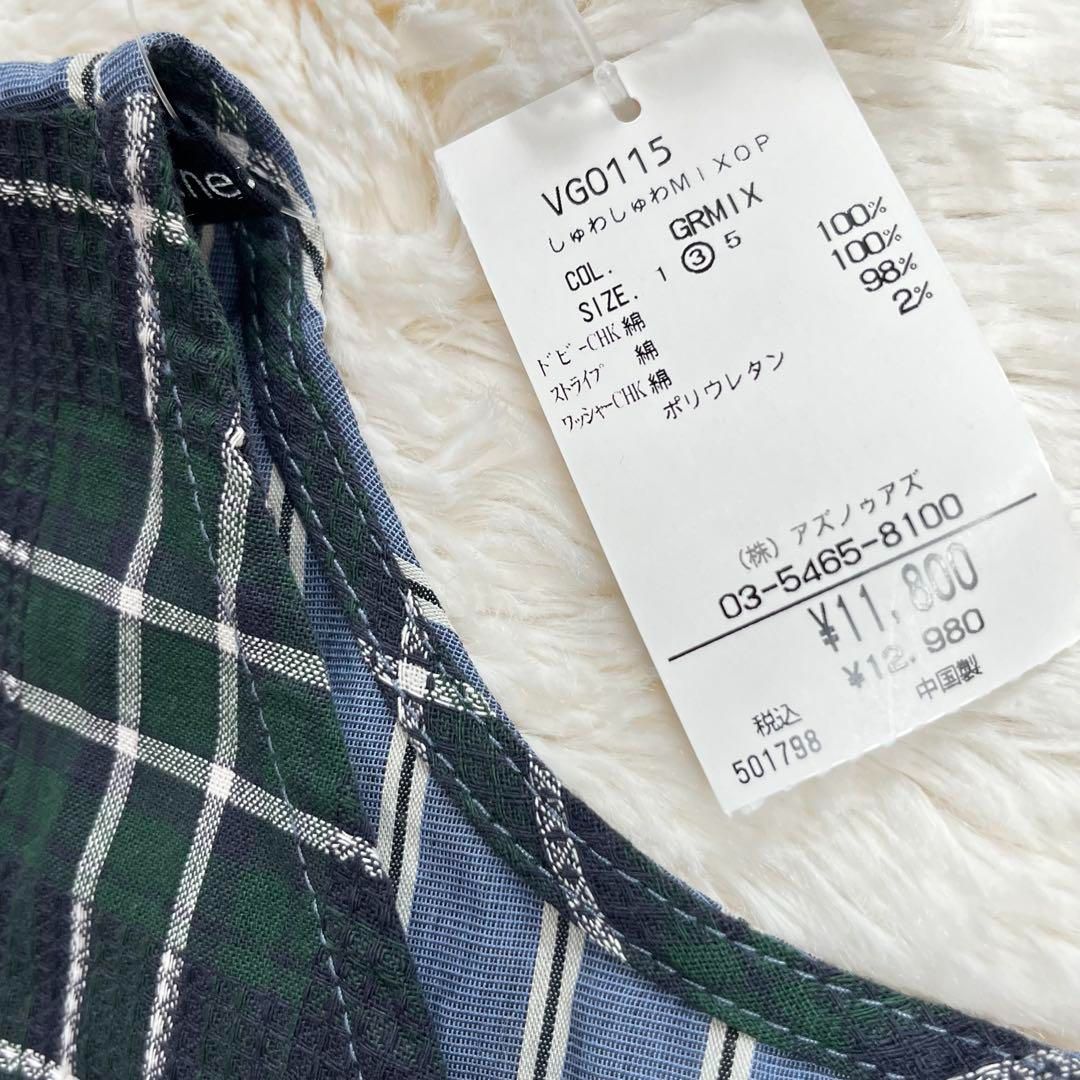 ne.
VG0115
しゅわしゅわMIXOP
COL. GRMIX
SIZE. 1 ③ 5
ドビーCHK 綿 100%
ストライプ 綿 100%
ワッシャーCHK 綿 98%
ポリウレタン 2%
(株) アズノゥアズ
03-5465-8100
¥11,800
¥12,980
税込 中国製
501798